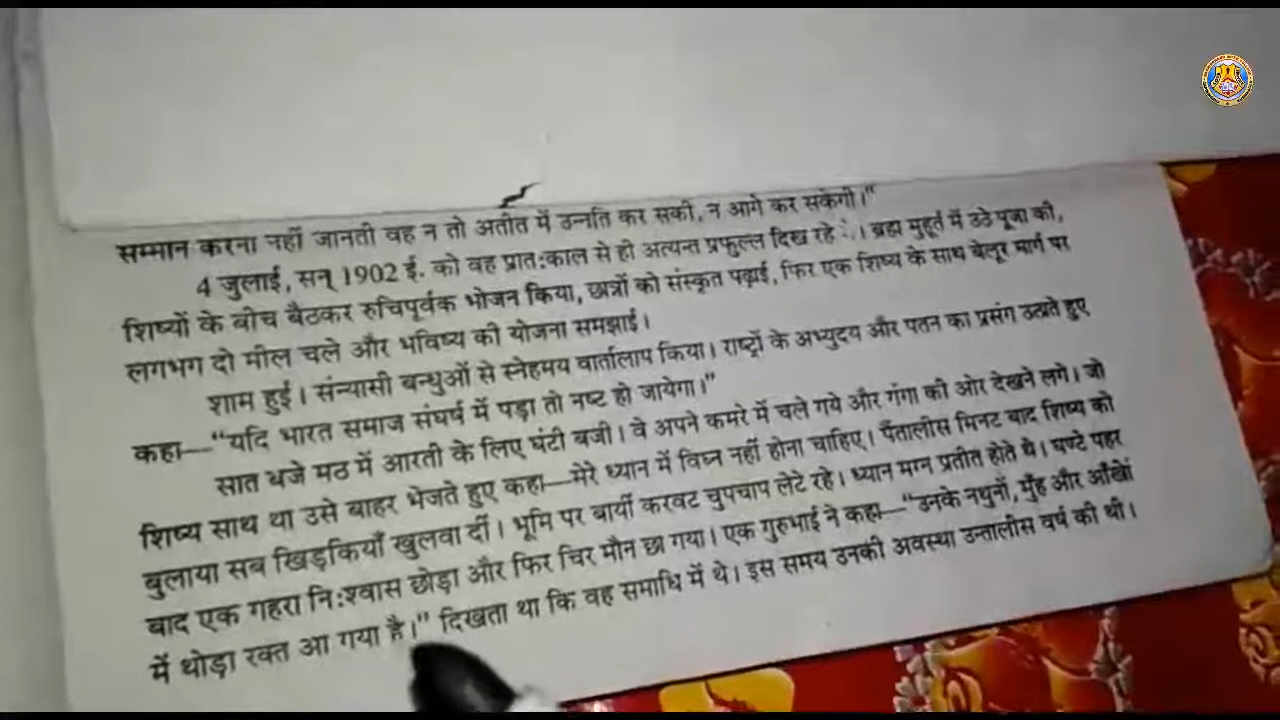 सम्मान करना नहीं जानती वह न तो अतीत में उन्नति कर सकी, न आगे कर सकेगी।"
4 जुलाई, सन् 1902 ई. को वह प्रात:काल से ही अत्यन्त प्रफुल्ल दिख रहे ं। ब्रह्म मुहूर्त में उठे पूजा की,
शिष्यों के बीच बैठकर रुचिपूर्वक भोजन किया, छात्रों को संस्कृत पढ़ाई, फिर एक शिष्य के साथ बेलूर मार्ग पर
लगभग दो मील चले और भविष्य की योजना समझाई।
शाम हुई। संन्यासी बन्धुओं से स्नेहमय वार्तालाप किया। राष्ट्रों के अभ्युदय और पतन का प्रसंग उठाते हुए
कहा—“यदि भारत समाज संघर्ष में पड़ा तो नष्ट हो जायेगा।”
सात बजे मठ में आरती के लिए घंटी बजी। वे अपने कमरे में चले गये और गंगा की ओर देखने लगे। जो
शिष्य साथ था उसे बाहर भेजते हुए कहा—मेरे ध्यान में विघ्न नहीं होना चाहिए। पैंतालीस मिनट बाद शिष्य को
बुलाया सब खिड़कियाँ खुलवा दीं। भूमि पर बायीं करवट चुपचाप लेटे रहे। ध्यान मग्न प्रतीत होते थे। घण्टे पहर
बाद एक गहरा नि:श्वास छोड़ा और फिर चिर मौन छा गया। एक गुरुभाई ने कहा—“उनके नथुनों, मुँह और आँखों
में थोड़ा रक्त आ गया है।” दिखता था कि वह समाधि में थे। इस समय उनकी अवस्था उन्तालीस वर्ष की थी।